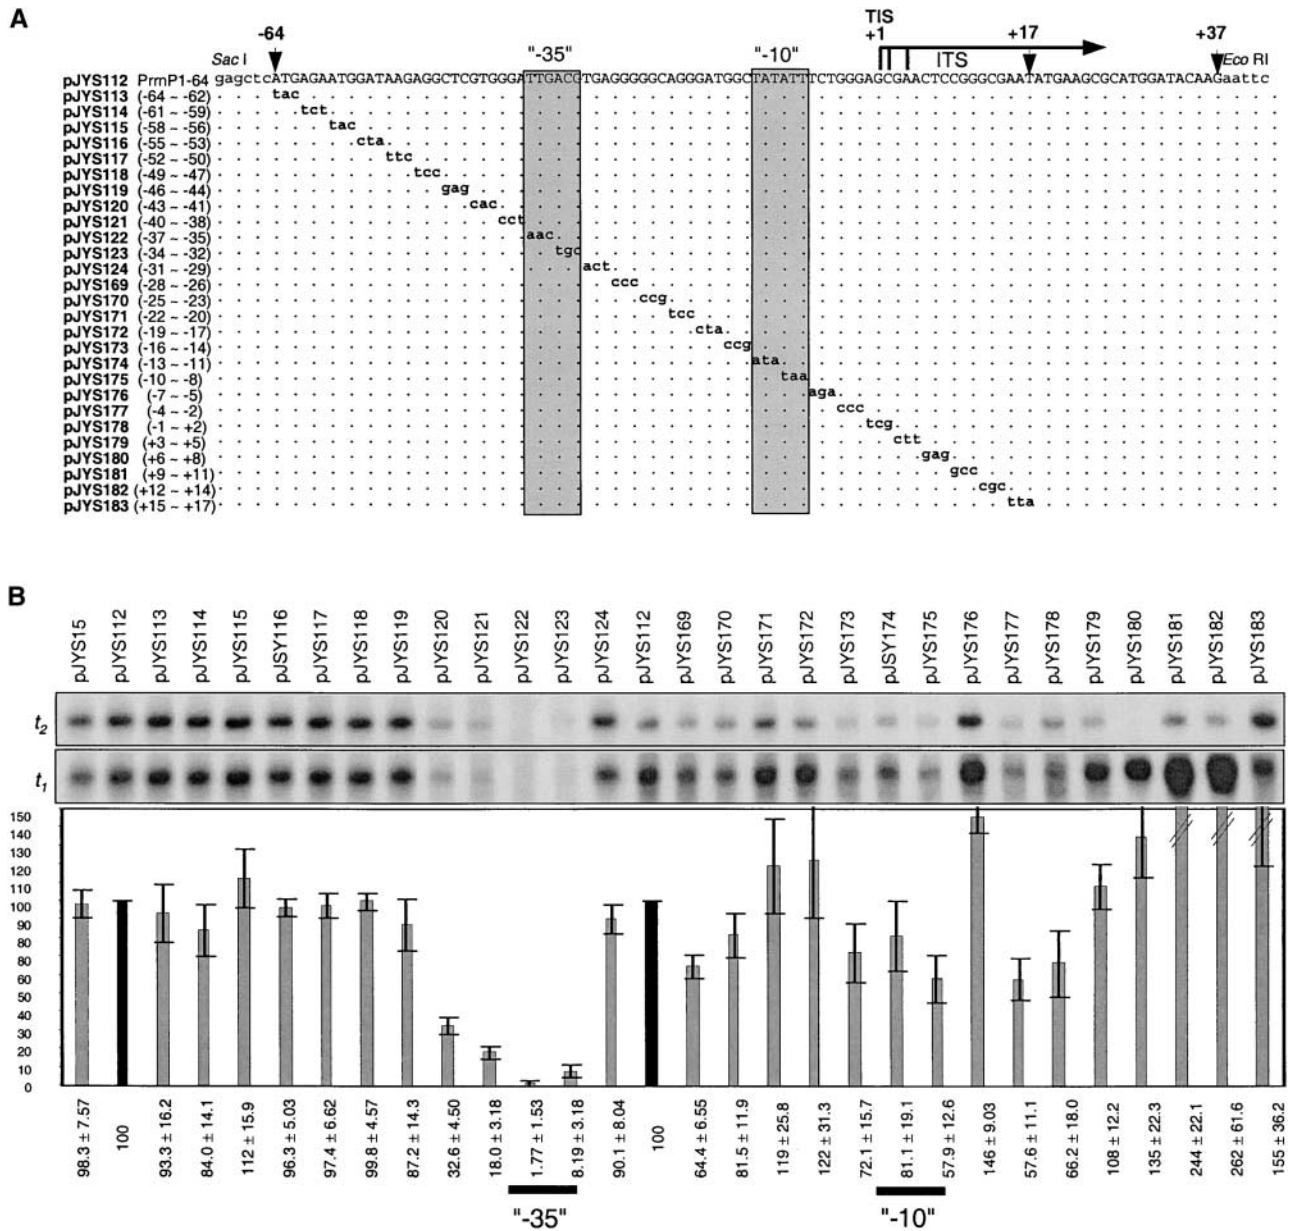 A
TIS
-64 "-35" "-10" +1 +17 +37
Sac I ITS Eco RI
pJYS112 PrmP1-64 gagctcATGAGAATGGATAAGAGGCTCGTGGGATTGACGTGAGGGGGCAGGGATGGCTATATTTCTGGGAGCGAACTCCGGGCGAATATGAAGCGCATGGATACAAGaattc
pJYS113 (-64 ~ -62) tac
pJYS114 (-61 ~ -59) tct
pJYS115 (-58 ~ -56) tac
pJYS116 (-55 ~ -53) cta
pJYS117 (-52 ~ -50) ttc
pJYS118 (-49 ~ -47) tcc
pJYS119 (-46 ~ -44) gag
pJYS120 (-43 ~ -41) cac
pJYS121 (-40 ~ -38) cct
pJYS122 (-37 ~ -35) aac
pJYS123 (-34 ~ -32) tgc
pJYS124 (-31 ~ -29) act
pJYS169 (-28 ~ -26) ccc
pJYS170 (-25 ~ -23) ccg
pJYS171 (-22 ~ -20) tcc
pJYS172 (-19 ~ -17) cta
pJYS173 (-16 ~ -14) ccg
pJYS174 (-13 ~ -11) ata
pJYS175 (-10 ~ -8) taa
pJYS176 (-7 ~ -5) aga
pJYS177 (-4 ~ -2) ccc
pJYS178 (-1 ~ +2) tcg
pJYS179 (+3 ~ +5) ctt
pJYS180 (+6 ~ +8) gag
pJYS181 (+9 ~ +11) gcc
pJYS182 (+12 ~ +14) cgc
pJYS183 (+15 ~ +17) tta
B
pJYS15 pJYS112 pJYS113 pJYS114 pJYS115 pJSY116 pJYS117 pJYS118 pJYS119 pJYS120 pJYS121 pJYS122 pJYS123 pJYS124 pJYS112 pJYS169 pJYS170 pJYS171 pJYS172 pJYS173 pJSY174 pJYS175 pJYS176 pJYS177 pJYS178 pJYS179 pJYS180 pJYS181 pJYS182 pJYS183
t2
t1
150
130
120
110
100
90
80
60
50
40
30
20
10
0
98.3 ± 7.57 100 93.3 ± 16.2 84.0 ± 14.1 112 ± 15.9 96.3 ± 5.03 97.4 ± 6.62 99.8 ± 4.57 87.2 ± 14.3 32.6 ± 4.50 18.0 ± 3.18 1.77 ± 1.53 8.19 ± 3.18 90.1 ± 8.04 100 64.4 ± 6.55 81.5 ± 11.9 119 ± 25.8 122 ± 31.3 72.1 ± 15.7 81.1 ± 19.1 57.9 ± 12.6 146 ± 9.03 57.6 ± 11.1 66.2 ± 18.0 108 ± 12.2 135 ± 22.3 244 ± 22.1 262 ± 61.6 155 ± 36.2
"-35" "-10"